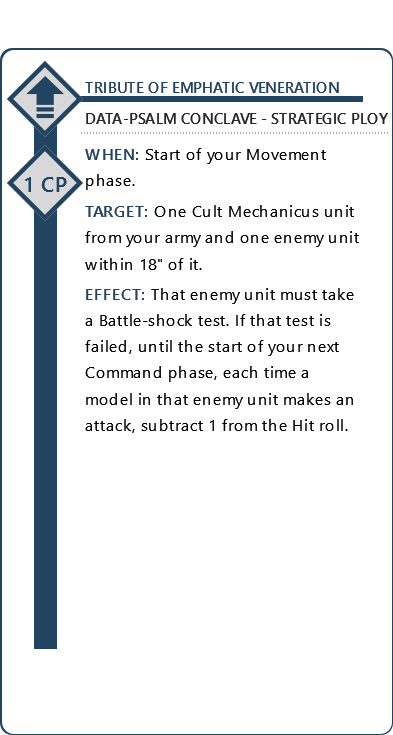 TRIBUTE OF EMPHATIC VENERATION
DATA-PSALM CONCLAVE - STRATEGIC PLOY
1 CP
WHEN: Start of your Movement
phase.
TARGET: One Cult Mechanicus unit
from your army and one enemy unit
within 18" of it.
EFFECT: That enemy unit must take
a Battle-shock test. If that test is
failed, until the start of your next
Command phase, each time a
model in that enemy unit makes an
attack, subtract 1 from the Hit roll.